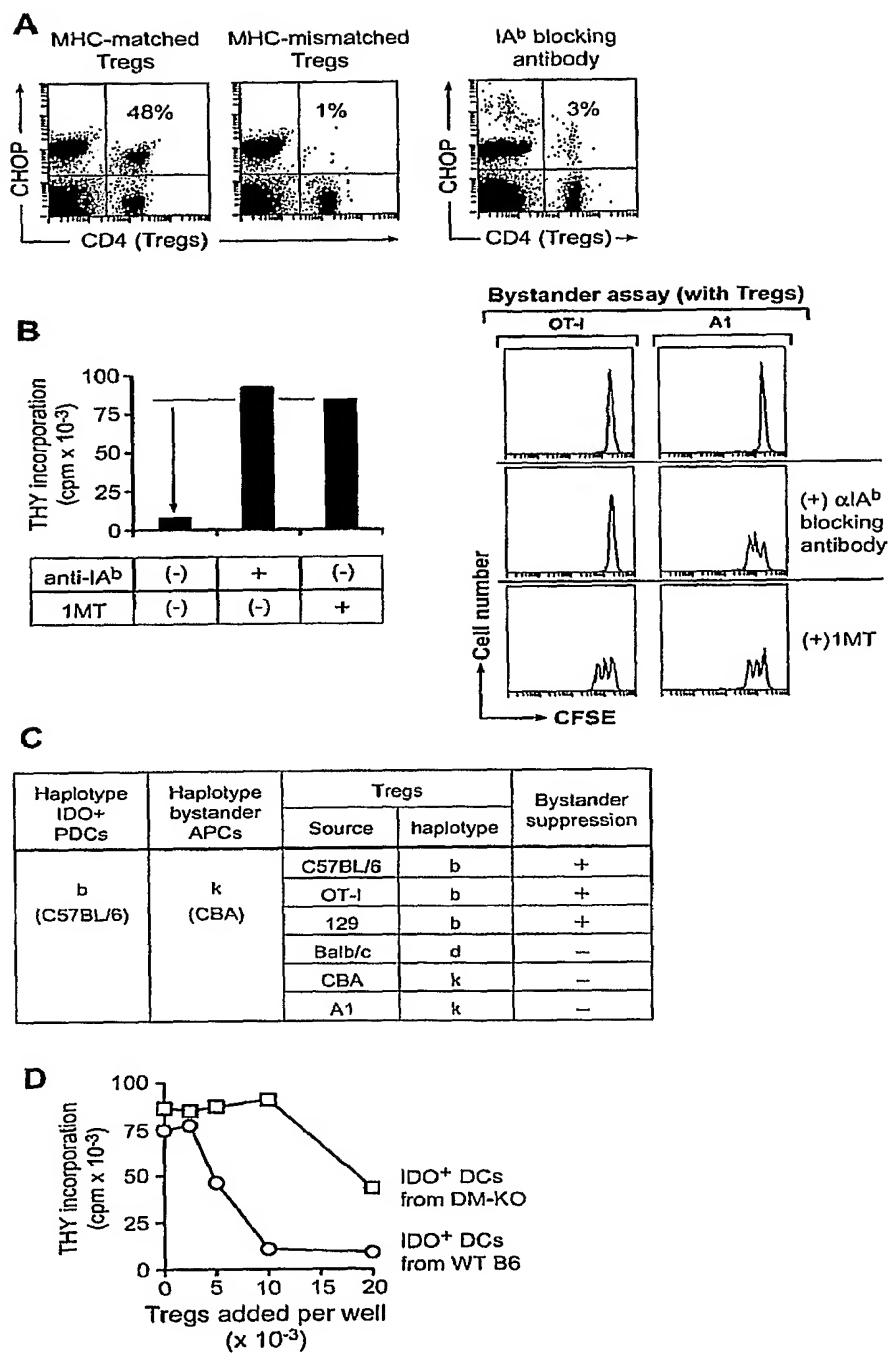 A
MHC-matched
Tregs
MHC-mismatched
Tregs
IAb blocking
antibody
48%
1%
3%
CHOP
CHOP
CD4 (Tregs)
CD4 (Tregs)
B
THY incorporation
(cpm x 10-3)
100
75
50
25
0
anti-IAb (-) + (-)
1MT (-) (-) +
Bystander assay (with Tregs)
OT-I A1
(+) αIAb
blocking
antibody
(+)1MT
Cell number
CFSE
C
Haplotype
IDO+
PDCs
Haplotype
bystander
APCs
Tregs
Source haplotype
Bystander
suppression
b
(C57BL/6)
k
(CBA)
C57BL/6 b +
OT-I b +
129 b +
Balb/c d –
CBA k –
A1 k –
D
THY incorporation
(cpm x 10-3)
100
75
50
25
0
0 5 10 15 20
Tregs added per well
(x 10-3)
IDO+ DCs
from DM-KO
IDO+ DCs
from WT B6